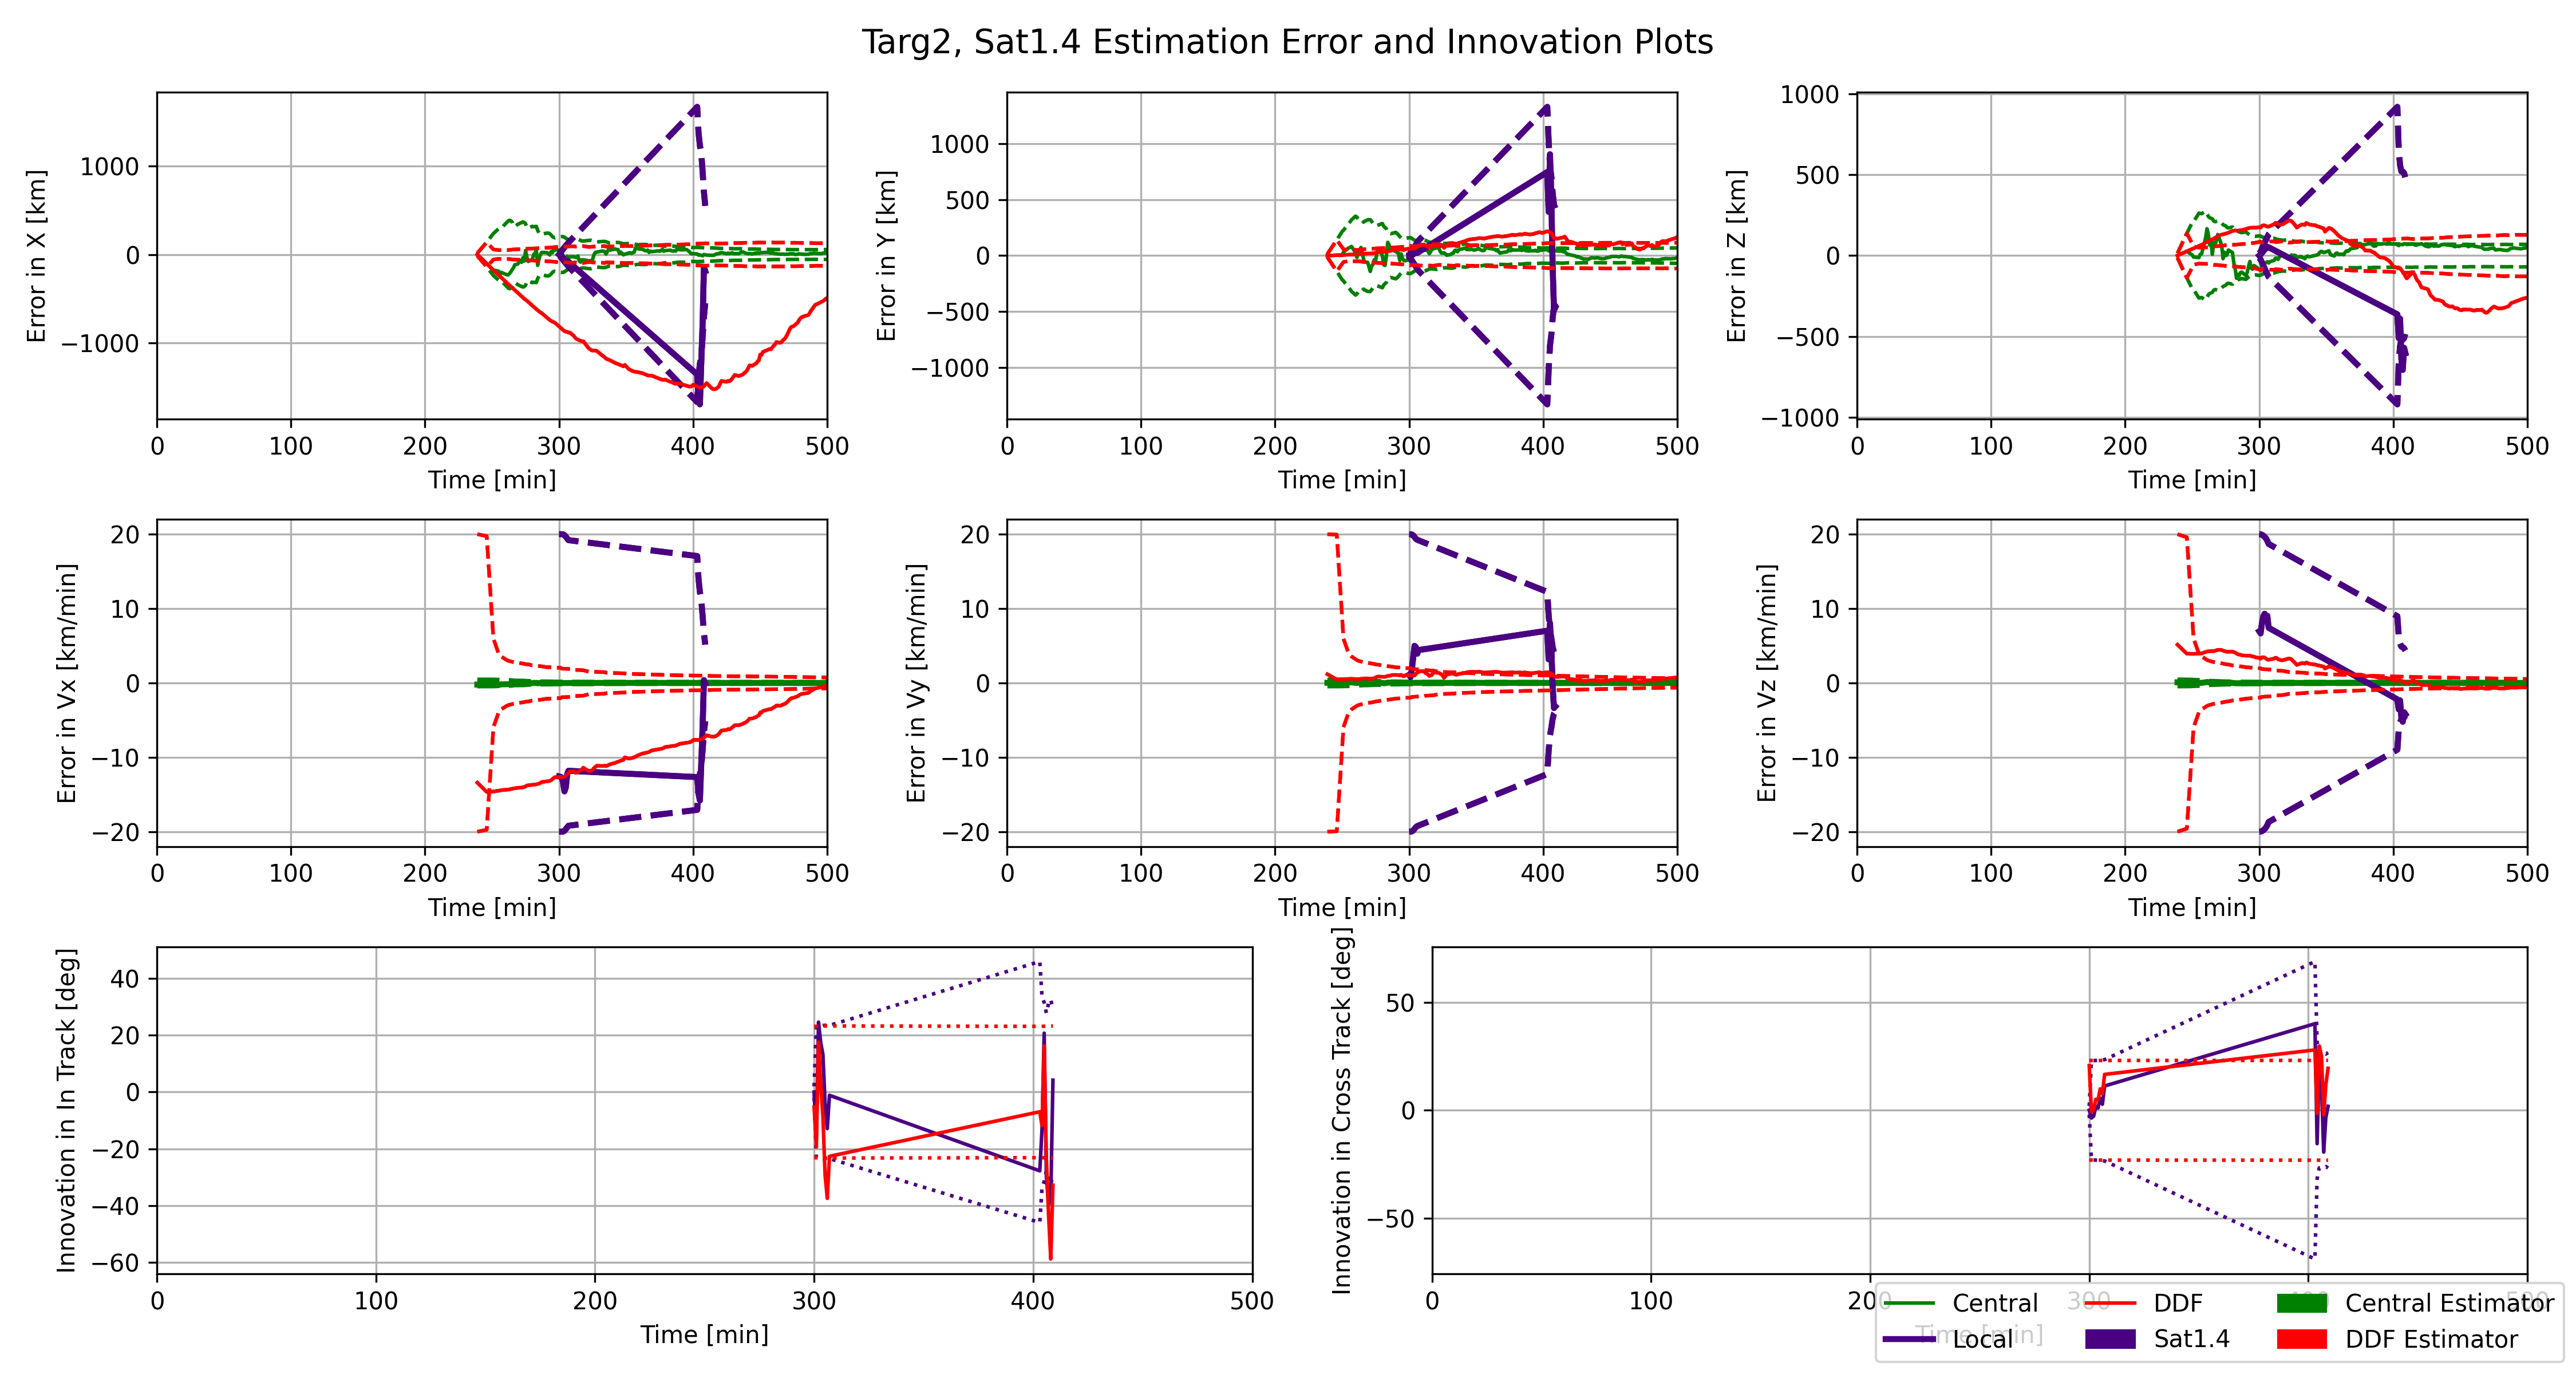 Targ2, Sat1.4 Estimation Error and Innovation Plots
Error in X [km]
1000
0
−1000
0 100 200 300 400 500
Time [min]
Error in Y [km]
1000
500
0
−500
−1000
0 100 200 300 400 500
Time [min]
Error in Z [km]
1000
500
0
−500
−1000
0 100 200 300 400 500
Time [min]
Error in Vx [km/min]
20
10
0
−10
−20
0 100 200 300 400 500
Time [min]
Error in Vy [km/min]
20
10
0
−10
−20
0 100 200 300 400 500
Time [min]
Error in Vz [km/min]
20
10
0
−10
−20
0 100 200 300 400 500
Time [min]
Innovation in In Track [deg]
40
20
0
−20
−40
−60
0 100 200 300 400 500
Time [min]
Innovation in Cross Track [deg]
50
0
−50
0 100 200 300 400 500
Time [min]
Central DDF Central Estimator
Local Sat1.4 DDF Estimator